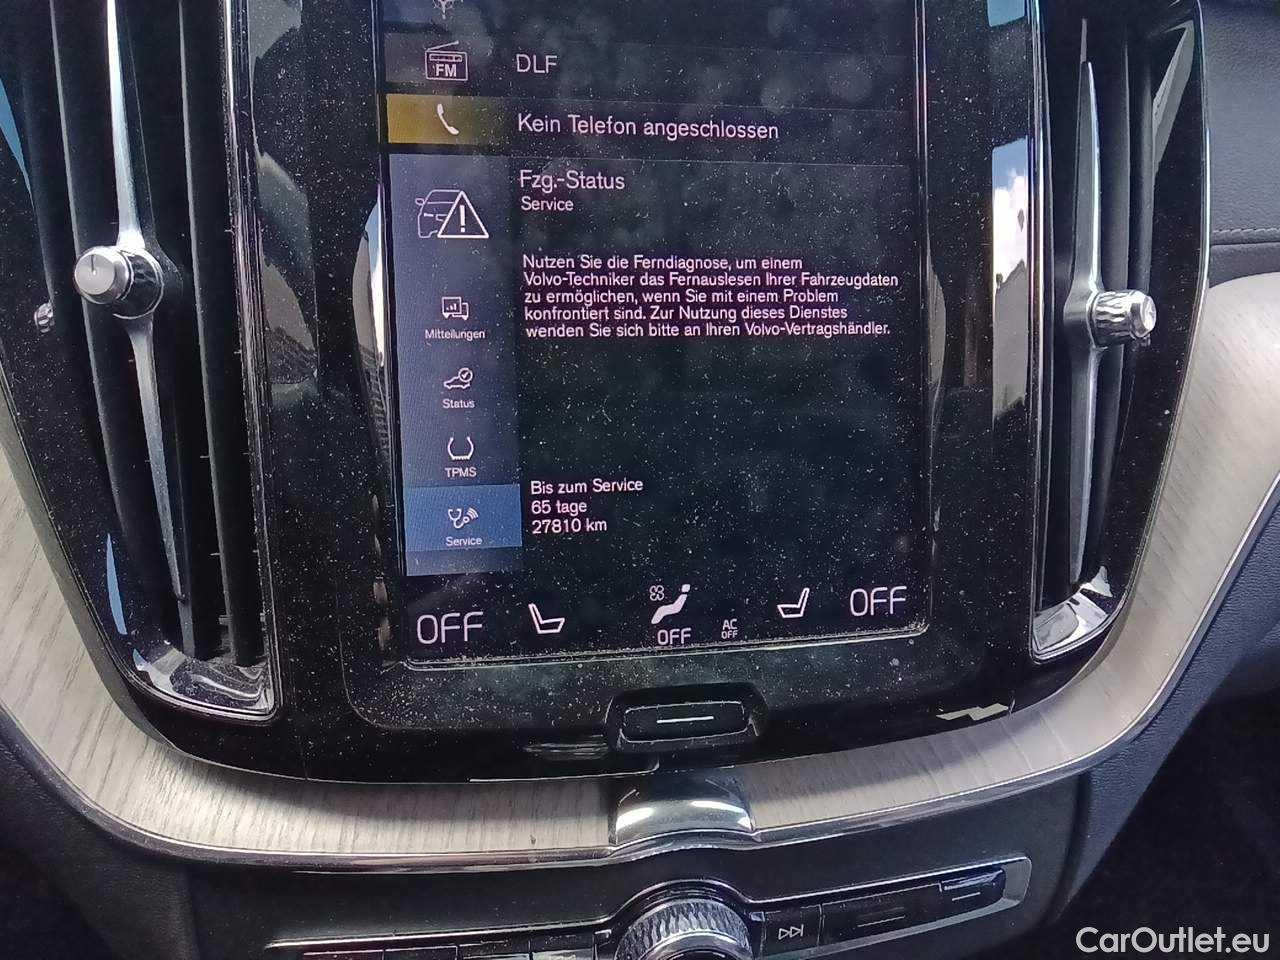 FM
DLF
Kein Telefon angeschlossen
Fzg.-Status
Service
Nutzen Sie die Ferndiagnose, um einem
Volvo-Techniker das Fernauslesen Ihrer Fahrzeugdaten
zu ermöglichen, wenn Sie mit einem Problem
konfrontiert sind. Zur Nutzung dieses Dienstes
wenden Sie sich bitte an Ihren Volvo-Vertragshändler.
Mitteilungen
Status
TPMS
Service
Bis zum Service
65 tage
27810 km
OFF
OFF
AC
OFF
OFF
CarOutlet.eu